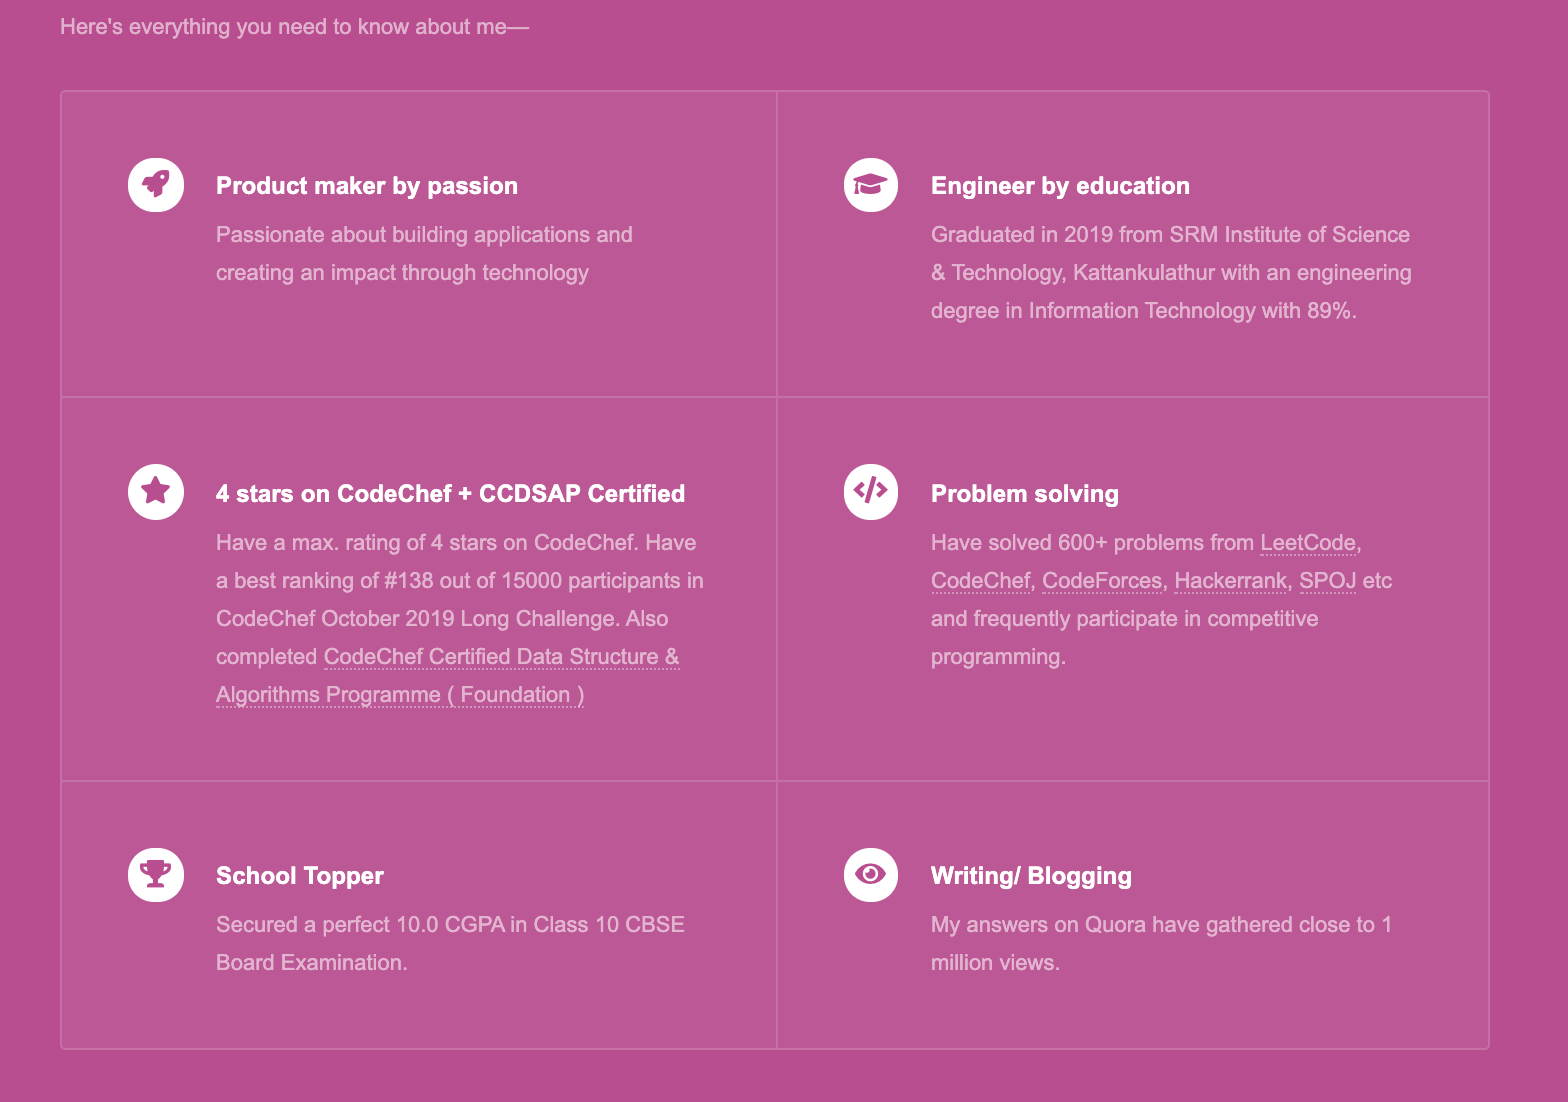 Here's everything you need to know about me—
Product maker by passion
Passionate about building applications and
creating an impact through technology
Engineer by education
Graduated in 2019 from SRM Institute of Science
& Technology, Kattankulathur with an engineering
degree in Information Technology with 89%.
4 stars on CodeChef + CCDSAP Certified
Have a max. rating of 4 stars on CodeChef. Have
a best ranking of #138 out of 15000 participants in
CodeChef October 2019 Long Challenge. Also
completed CodeChef Certified Data Structure &
Algorithms Programme ( Foundation )
Problem solving
Have solved 600+ problems from LeetCode,
CodeChef, CodeForces, Hackerrank, SPOJ etc
and frequently participate in competitive
programming.
School Topper
Secured a perfect 10.0 CGPA in Class 10 CBSE
Board Examination.
Writing/ Blogging
My answers on Quora have gathered close to 1
million views.